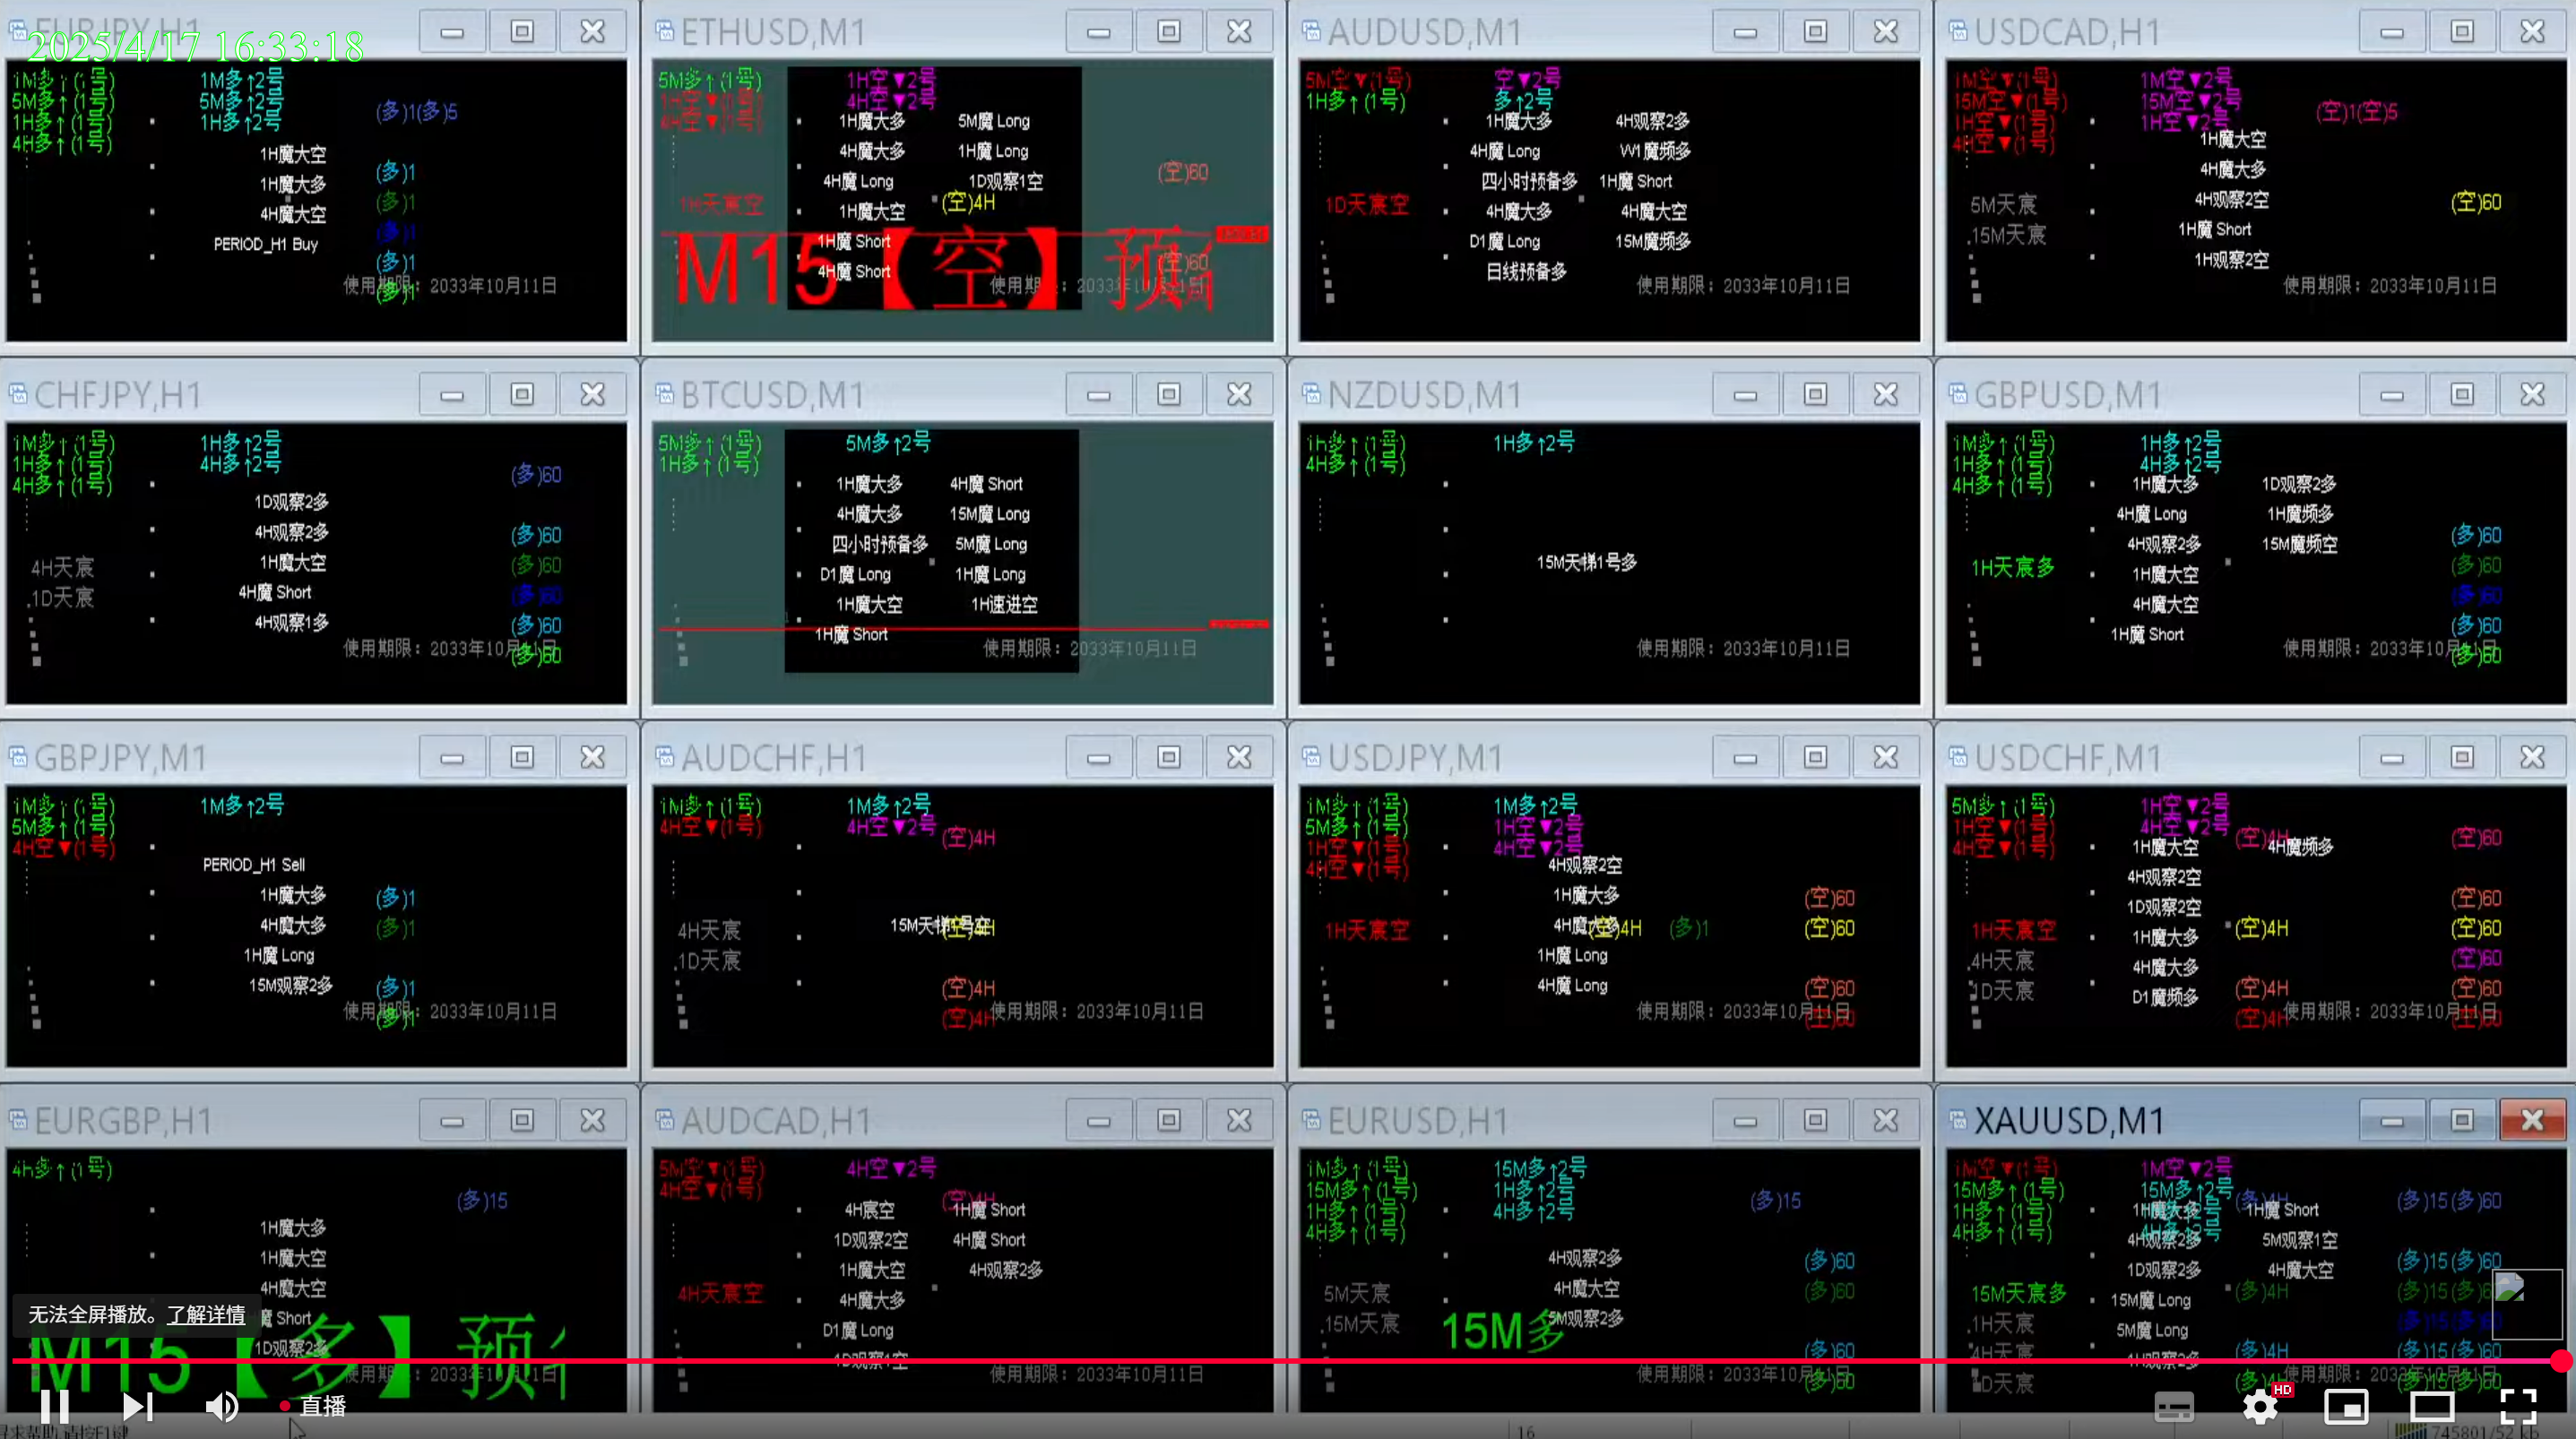 EURJPY,H1
2025/4/17 16:33:18
1M多↑(1号)
5M多↑(1号)
1H多↑(1号)
4H多↑(1号)
1M多↑2号
5M多↑2号
1H多↑2号
(多)1(多)5
1H魔大空
1H魔大多
4H魔大空
PERIOD_H1 Buy
(多)1
(多)1
(多)1
(多)1
(多)1
使用期限：2033年10月11日
ETHUSD,M1
5M多↑(1号)
1H空▼(1号)
4H空▼(1号)
1H空▼2号
4H空▼2号
1H魔大多
5M魔 Long
4H魔大多
1H魔 Long
4H魔 Long
1D观察1空
1H魔大空
(空)4H
1H魔 Short
4H魔 Short
(空)60
(空)60
1H天宸空
M15【空】预
使用期限：2033年10月11日
AUDUSD,M1
5M空▼(1号)
1H多↑(1号)
空▼2号
多↑2号
1H魔大多
4H观察2多
4H魔 Long
W1魔频多
四小时预备多
1H魔 Short
4H魔大多
4H魔大空
D1魔 Long
15M魔频多
日线预备多
1D天宸空
使用期限：2033年10月11日
USDCAD,H1
1M空▼(1号)
15M空▼(1号)
1H空▼(1号)
4H空▼(1号)
1M空▼2号
15M空▼2号
1H空▼2号
(空)1(空)5
1H魔大空
4H魔大多
4H观察2空
1H魔 Short
1H观察2空
(空)60
5M天宸
.15M天宸
使用期限：2033年10月11日
CHFJPY,H1
1M多↑(1号)
1H多↑(1号)
4H多↑(1号)
1H多↑2号
4H多↑2号
(多)60
1D观察2多
4H观察2多
1H魔大空
4H魔 Short
4H观察1多
(多)60
(多)60
(多)60
(多)60
(多)60
4H天宸
.1D天宸
使用期限：2033年10月11日
BTCUSD,M1
5M多↑(1号)
1H多↑(1号)
5M多↑2号
1H魔大多
4H魔 Short
4H魔大多
15M魔 Long
四小时预备多
5M魔 Long
D1魔 Long
1H魔 Long
1H魔大空
1H速进空
1H魔 Short
使用期限：2033年10月11日
NZDUSD,M1
1h多↑(1号)
4H多↑(1号)
1H多↑2号
15M天梯1号多
使用期限：2033年10月11日
GBPUSD,M1
1M多↑(1号)
1H多↑(1号)
4H多↑(1号)
1H多↑2号
4H多↑2号
1H魔大多
1D观察2多
4H魔 Long
1H魔频多
4H观察2多
15M魔频空
1H魔大空
4H魔大空
1H魔 Short
(多)60
(多)60
(多)60
(多)60
(多)60
1H天宸多
使用期限：2033年10月11日
GBPJPY,M1
1M多↑(1号)
5M多↑(1号)
4H空▼(1号)
1M多↑2号
PERIOD_H1 Sell
1H魔大多
4H魔大多
1H魔 Long
15M观察2多
(多)1
(多)1
(多)1
(多)1
使用期限：2033年10月11日
AUDCHF,H1
1M多↑(1号)
4H空▼(1号)
1M多↑2号
4H空▼2号
(空)4H
(空)4H
(空)4H
4H天宸
.1D天宸
使用期限：2033年10月11日
USDJPY,M1
1M多↑(1号)
5M多↑(1号)
1H空▼(1号)
4H空▼(1号)
1M多↑2号
1H空▼2号
4H空▼2号
4H观察2空
1H魔大多
4H魔大多
(空)4H
(多)1
1H魔 Long
4H魔 Long
(空)60
(空)60
(空)60
(空)60
1H天宸空
使用期限：2033年10月11日
USDCHF,M1
5M多↑(1号)
1H空▼(1号)
4H空▼(1号)
1H空▼2号
4H空▼2号
(空)4H
4H魔频多
(空)60
1H魔大空
4H观察2空
1D观察2空
1H魔大多
4H魔大多
D1魔频多
(空)4H
(空)4H
(空)4H
(空)60
(空)60
(空)60
(空)60
(空)60
1H天宸空
.4H天宸
1D天宸
使用期限：2033年10月11日
EURGBP,H1
4h多↑(1号)
(多)15
1H魔大多
1H魔大空
4H魔大空
魔 Short
1D观察2多
无法全屏播放。了解详情
M15【多】预
使用期限：2033年10月11日
AUDCAD,H1
5M空▼(1号)
4H空▼(1号)
4H空▼2号
(空)4H
4H宸空
1H魔 Short
1D观察2空
4H魔 Short
1H魔大空
4H观察2多
4H魔大多
D1魔 Long
1D观察1空
4H天宸空
使用期限：2033年10月11日
EURUSD,H1
1M多↑(1号)
15M多↑(1号)
1H多↑(1号)
4H多↑(1号)
15M多↑2号
1H多↑2号
4H多↑2号
(多)15
4H观察2多
4H魔大空
5M观察2多
(多)60
(多)60
(多)60
(多)60
5M天宸
.15M天宸
15M多
使用期限：2033年10月11日
XAUUSD,M1
1M空▼(1号)
15M多↑(1号)
1H多↑(1号)
4H多↑(1号)
1M空▼2号
15M多↑2号
4H多↑2号
(多)4H
(多)15(多)60
1H魔大多
1H魔 Short
4H观察2多
5M观察1空
1D观察2多
4H魔大空
15M魔 Long
5M魔 Long
(多)4H
(多)4H
(多)4H
(多)15(多)60
(多)15(多)60
(多)15(多)60
15M天宸多
.1H天宸
4H天宸
1D天宸
使用期限：2033年10月11日
直播
HD
16
745801/52 kb